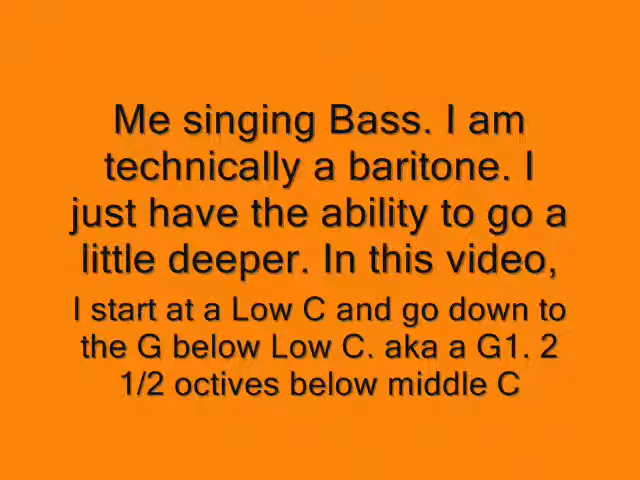 Me singing Bass. I am
technically a baritone. I
just have the ability to go a
little deeper. In this video,
I start at a Low C and go down to
the G below Low C. aka a G1. 2
1/2 octives below middle C